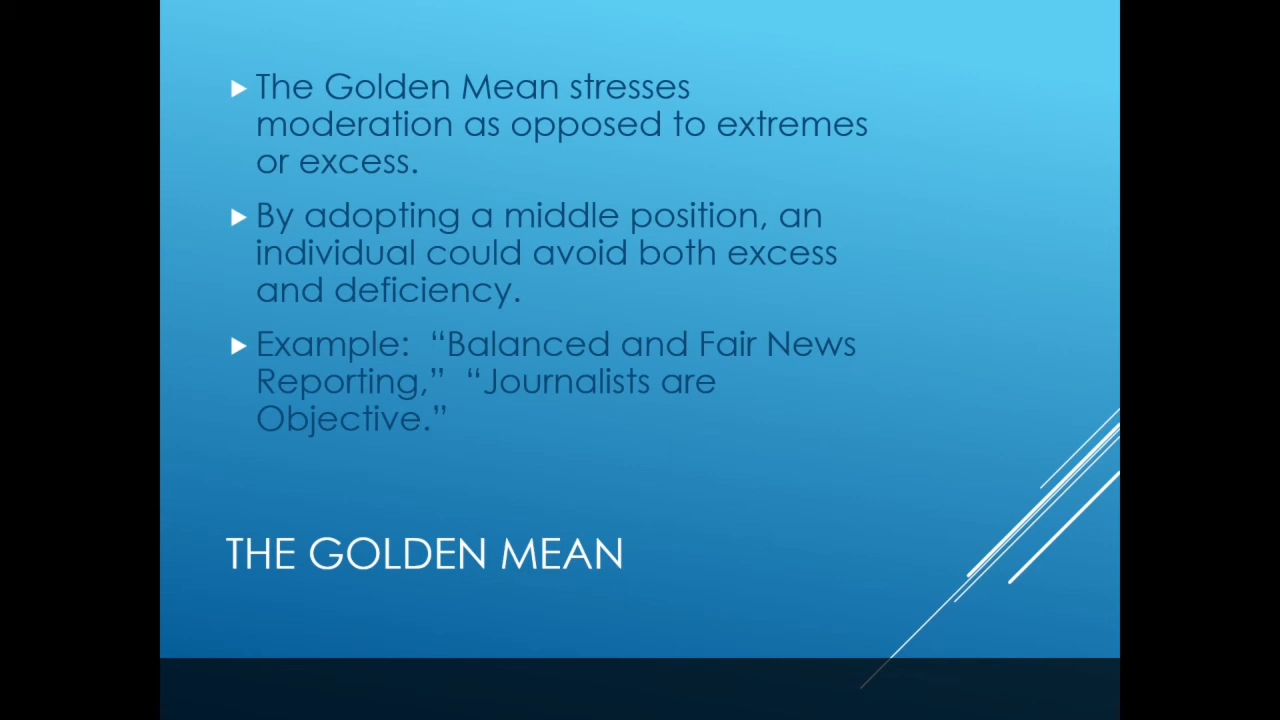 The Golden Mean stresses
moderation as opposed to extremes
or excess.
By adopting a middle position, an
individual could avoid both excess
and deficiency.
Example:  “Balanced and Fair News
Reporting,”  “Journalists are
Objective.”
THE GOLDEN MEAN